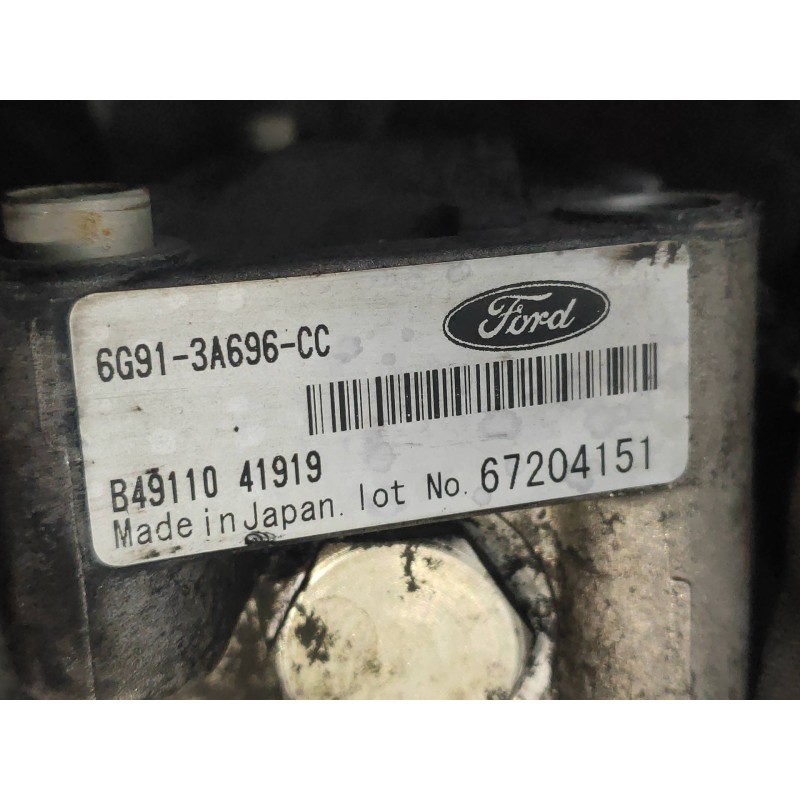 Ford
6G91-3A696-CC
B49110 41919
Made in Japan. lot No. 67204151